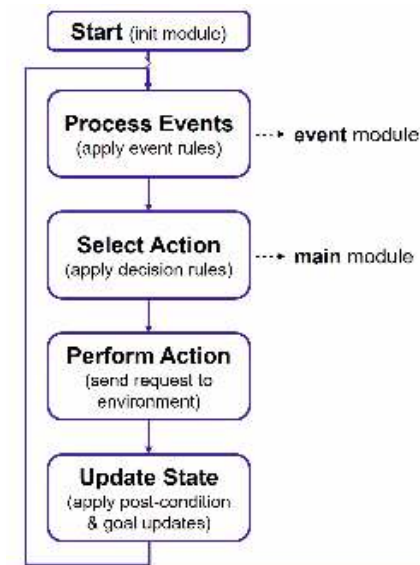 Start (init module)
Process Events
(apply event rules)
event module
Select Action
(apply decision rules)
main module
Perform Action
(send request to
environment)
Update State
(apply post-condition
& goal updates)